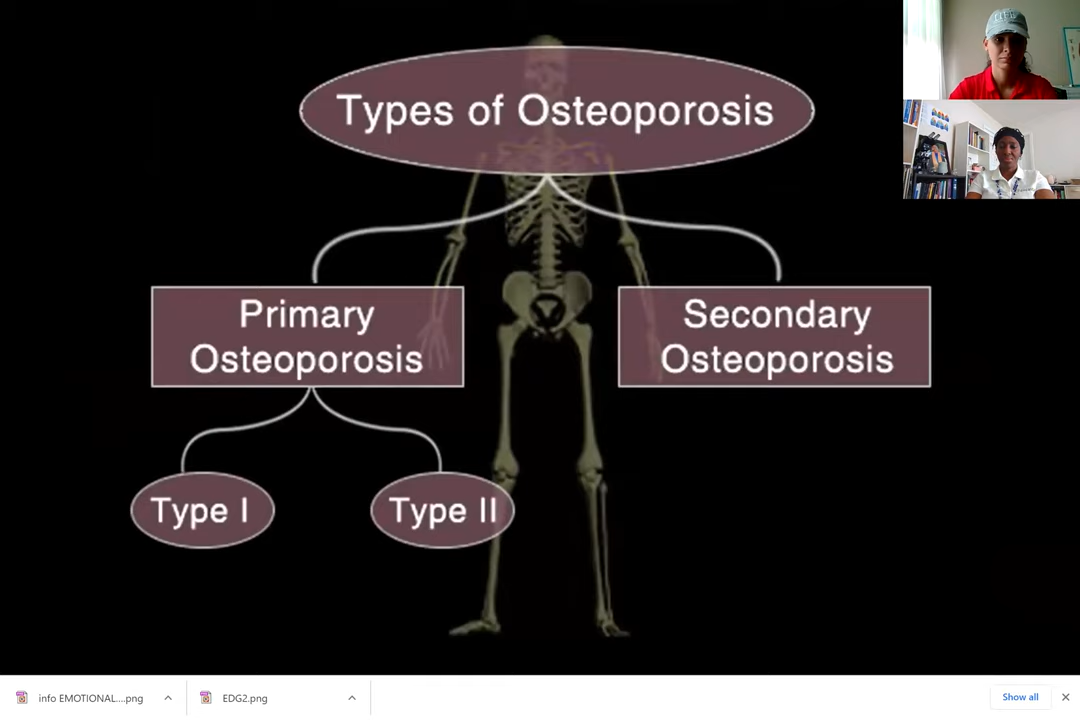 Types of Osteoporosis
Primary
Osteoporosis
Secondary
Osteoporosis
Type I
Type II
info EMOTIONAL....png
EDG2.png
Show all